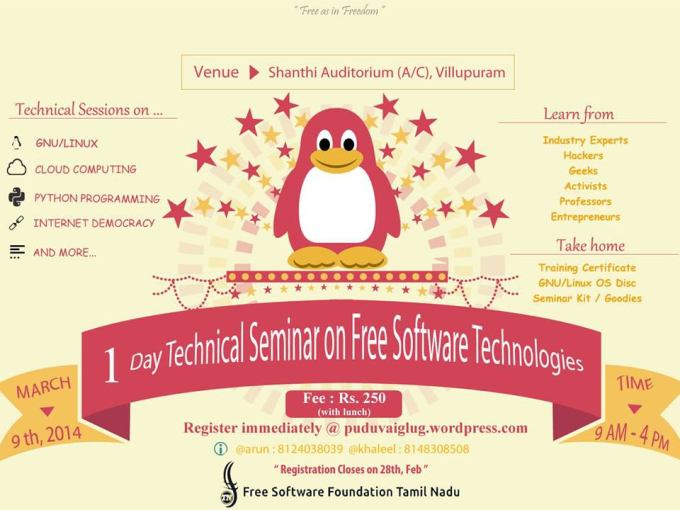 “ Free as in Freedom ”
Venue Shanthi Auditorium (A/C), Villupuram
Technical Sessions on ...
GNU/LINUX
CLOUD COMPUTING
PYTHON PROGRAMMING
INTERNET DEMOCRACY
AND MORE...
Learn from
Industry Experts
Hackers
Geeks
Activists
Professors
Entrepreneurs
Take home
Training Certificate
GNU/Linux OS Disc
Seminar Kit / Goodies
1 Day Technical Seminar on Free Software Technologies
MARCH
9 th, 2014
TIME
9 AM - 4 PM
Fee : Rs. 250
(with lunch)
Register immediately @ puduvaiglug.wordpress.com
@arun : 8124038039 @khaleel : 8148308508
“ Registration Closes on 28th, Feb ”
Free Software Foundation Tamil Nadu